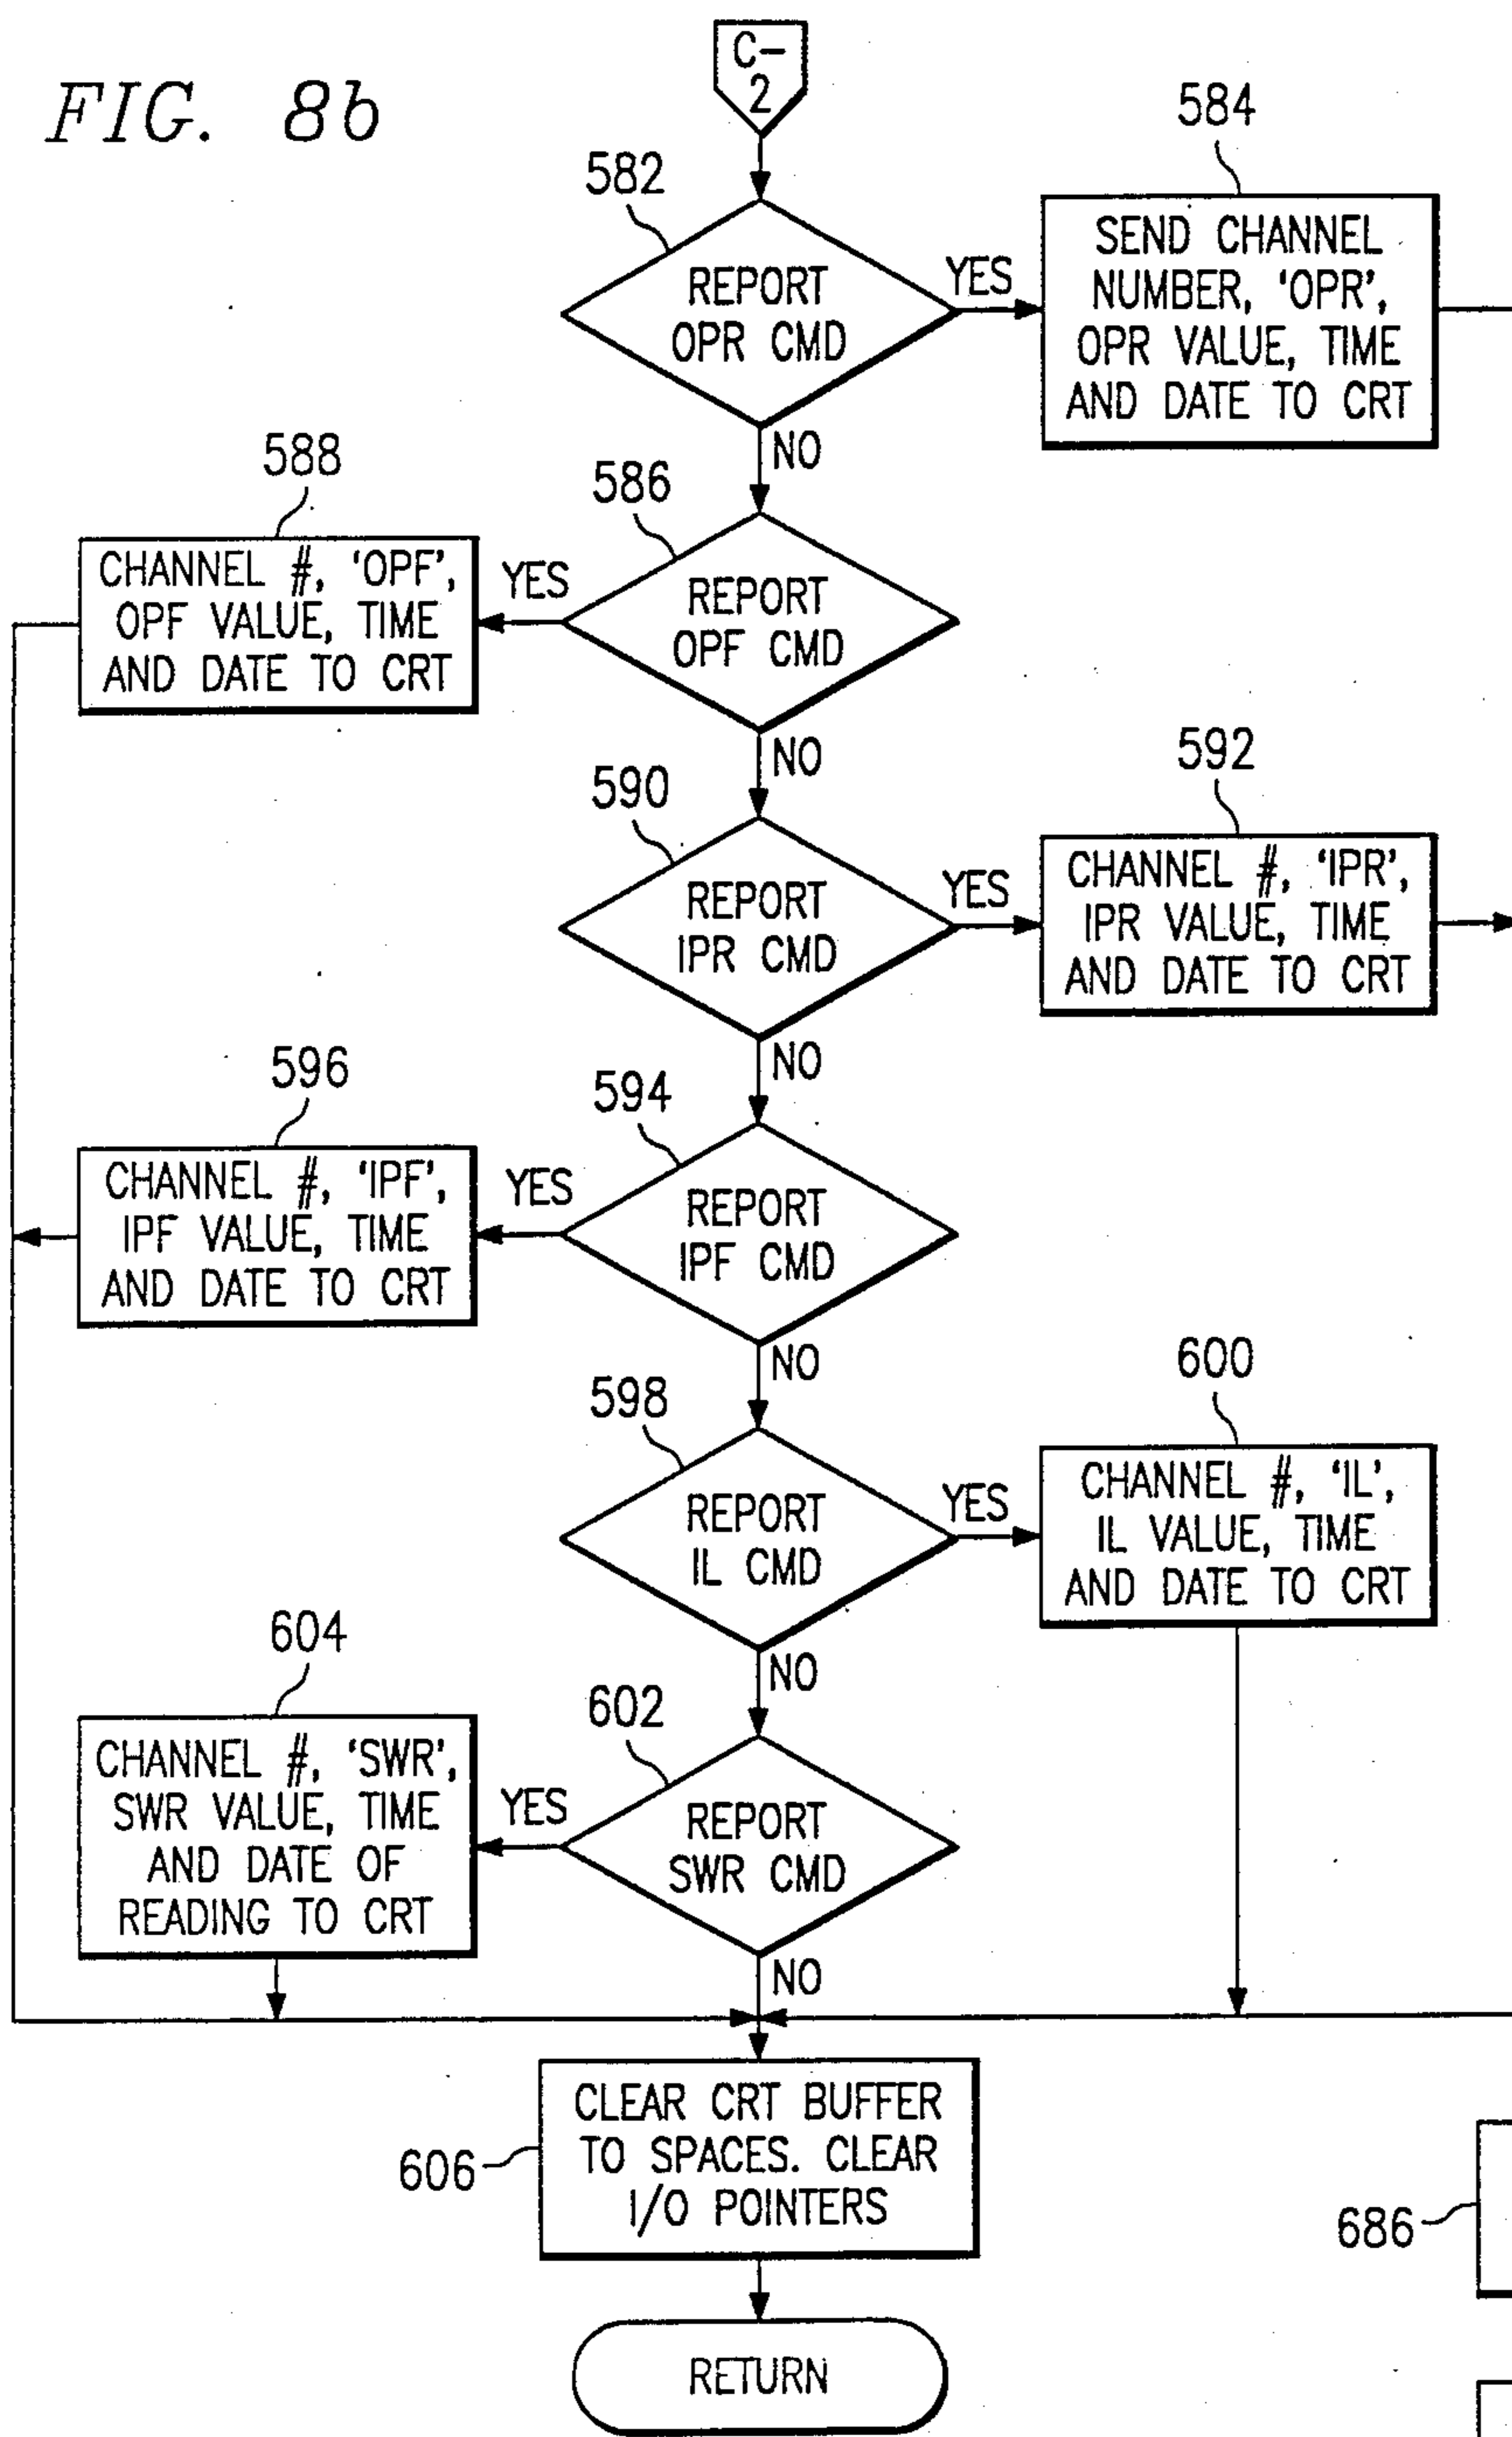 FIG. 8b
C-
2
582
584
REPORT
OPR CMD
YES
SEND CHANNEL
NUMBER, ‘OPR’,
OPR VALUE, TIME
AND DATE TO CRT
NO
588
586
CHANNEL #, ‘OPF’,
OPF VALUE, TIME
AND DATE TO CRT
YES
REPORT
OPF CMD
NO
590
592
REPORT
IPR CMD
YES
CHANNEL #, ‘IPR’,
IPR VALUE, TIME
AND DATE TO CRT
NO
596
594
CHANNEL #, ‘IPF’,
IPF VALUE, TIME
AND DATE TO CRT
YES
REPORT
IPF CMD
NO
598
600
REPORT
IL CMD
YES
CHANNEL #, ‘IL’,
IL VALUE, TIME
AND DATE TO CRT
NO
604
602
CHANNEL #, ‘SWR’,
SWR VALUE, TIME
AND DATE OF
READING TO CRT
YES
REPORT
SWR CMD
NO
606
CLEAR CRT BUFFER
TO SPACES. CLEAR
I/O POINTERS
686
RETURN